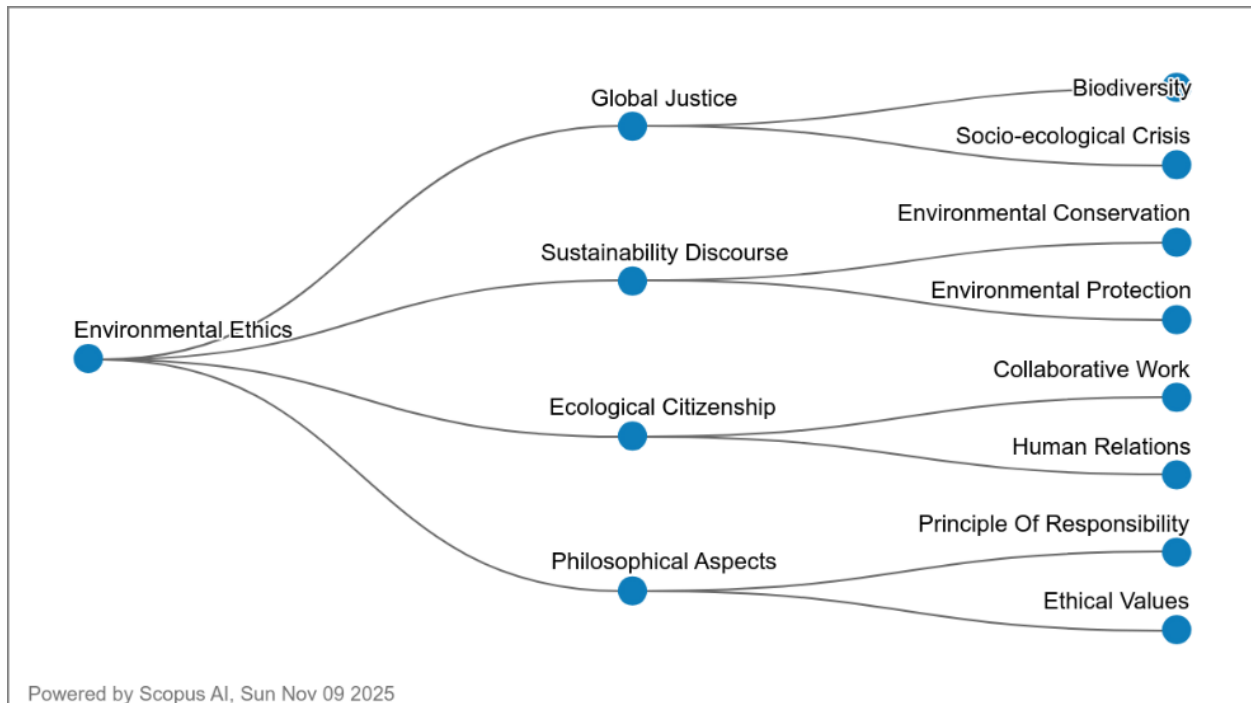 Biodiversity
Global Justice
Socio-ecological Crisis
Environmental Conservation
Sustainability Discourse
Environmental Protection
Environmental Ethics
Collaborative Work
Ecological Citizenship
Human Relations
Principle Of Responsibility
Philosophical Aspects
Ethical Values
Powered by Scopus AI, Sun Nov 09 2025